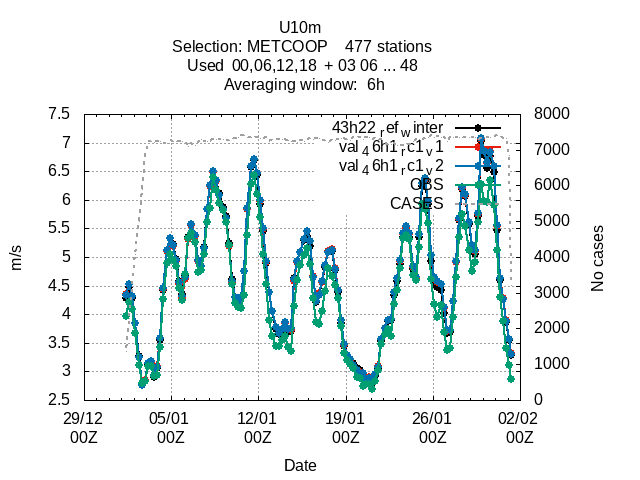 U10m
Selection: METCOOP 477 stations
Used 00,06,12,18 + 03 06 ... 48
Averaging window: 6h
7.5
7
6.5
6
5.5
5
4.5
4
3.5
3
2.5
m/s
43h22_ref_winter
val_46h1_rc1_v1
val_46h1_rc1_v2
OBS
CASES
8000
7000
6000
5000
4000
3000
2000
1000
0
No cases
29/12 05/01 12/01 19/01 26/01 02/02
00Z 00Z 00Z 00Z 00Z 00Z
Date